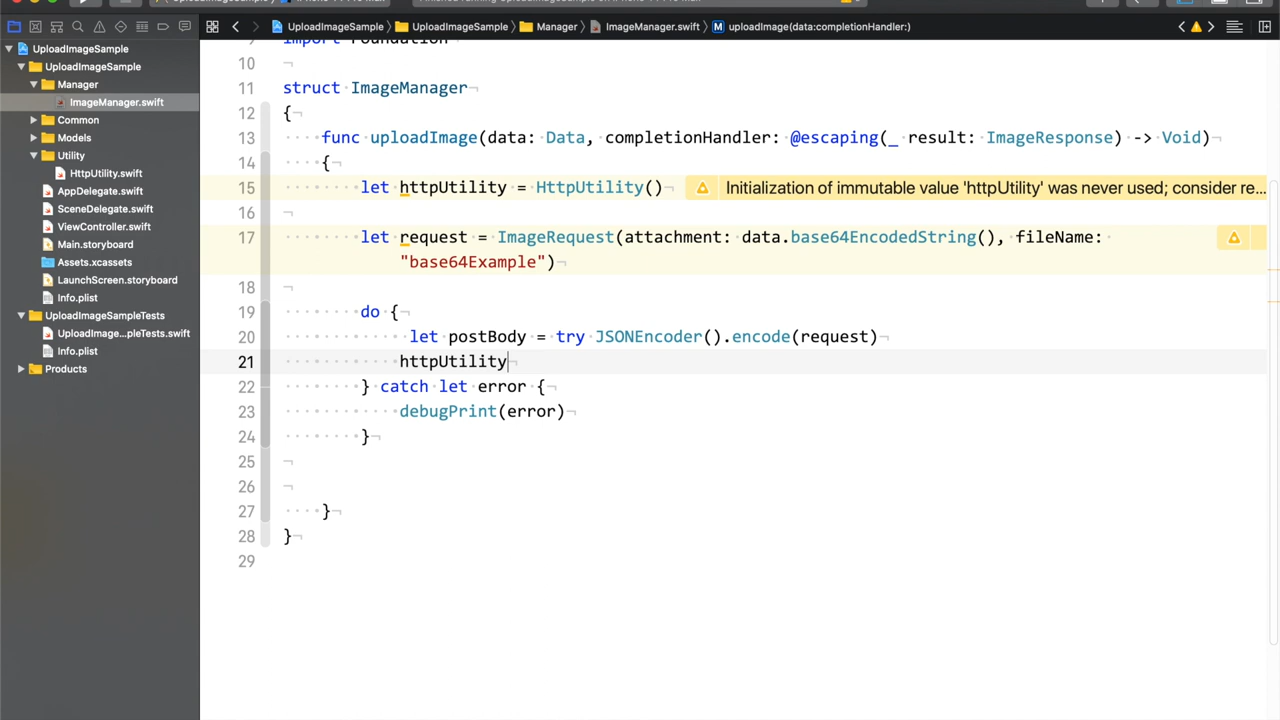 UploadImageSample
UploadImageSample
Manager
ImageManager.swift
uploadImage(data:completionHandler:)
UploadImageSample
UploadImageSample
Manager
ImageManager.swift
Common
Models
Utility
HttpUtility.swift
AppDelegate.swift
SceneDelegate.swift
ViewController.swift
Main.storyboard
Assets.xcassets
LaunchScreen.storyboard
Info.plist
UploadImageSampleTests
UploadImage...pleTests.swift
Info.plist
Products
import Foundation
10
11 struct ImageManager
12 {
13 func uploadImage(data: Data, completionHandler: @escaping(_ result: ImageResponse) -> Void)
14 {
15 let httpUtility = HttpUtility() Initialization of immutable value 'httpUtility' was never used; consider re...
16
17 let request = ImageRequest(attachment: data.base64EncodedString(), fileName:
"base64Example")
18
19 do {
20 let postBody = try JSONEncoder().encode(request)
21 httpUtility
22 } catch let error {
23 debugPrint(error)
24 }
25
26
27 }
28 }
29